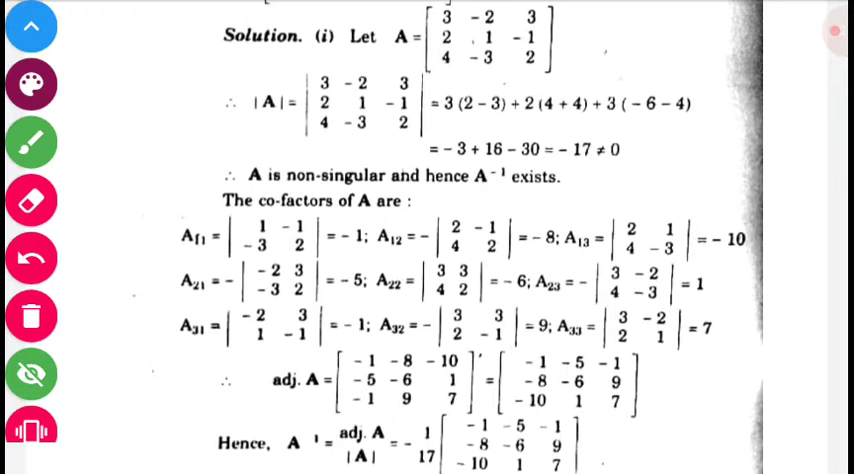 Solution. (i) Let A = [ 3 - 2 3
2 1 - 1
4 - 3 2 ]
∴ |A| = | 3 - 2 3
2 1 - 1
4 - 3 2 | = 3 (2 - 3) + 2 (4 + 4) + 3 ( - 6 - 4)
= - 3 + 16 - 30 = - 17 ≠ 0
∴ A is non-singular and hence A⁻¹ exists.
The co-factors of A are :
A₁₁ = | 1 - 1
- 3 2 | = - 1; A₁₂ = - | 2 - 1
4 2 | = - 8; A₁₃ = | 2 1
4 - 3 | = - 10
A₂₁ = - | - 2 3
- 3 2 | = - 5; A₂₂ = | 3 3
4 2 | = - 6; A₂₃ = - | 3 - 2
4 - 3 | = 1
A₃₁ = | - 2 3
1 - 1 | = - 1; A₃₂ = - | 3 3
2 - 1 | = 9; A₃₃ = | 3 - 2
2 1 | = 7
∴ adj. A = [ - 1 - 8 - 10
- 5 - 6 1
- 1 9 7 ]′ = [ - 1 - 5 - 1
- 8 - 6 9
- 10 1 7 ]
Hence, A ¹ = adj. A / |A| = - 1/17 [ - 1 - 5 - 1
- 8 - 6 9
- 10 1 7 ]